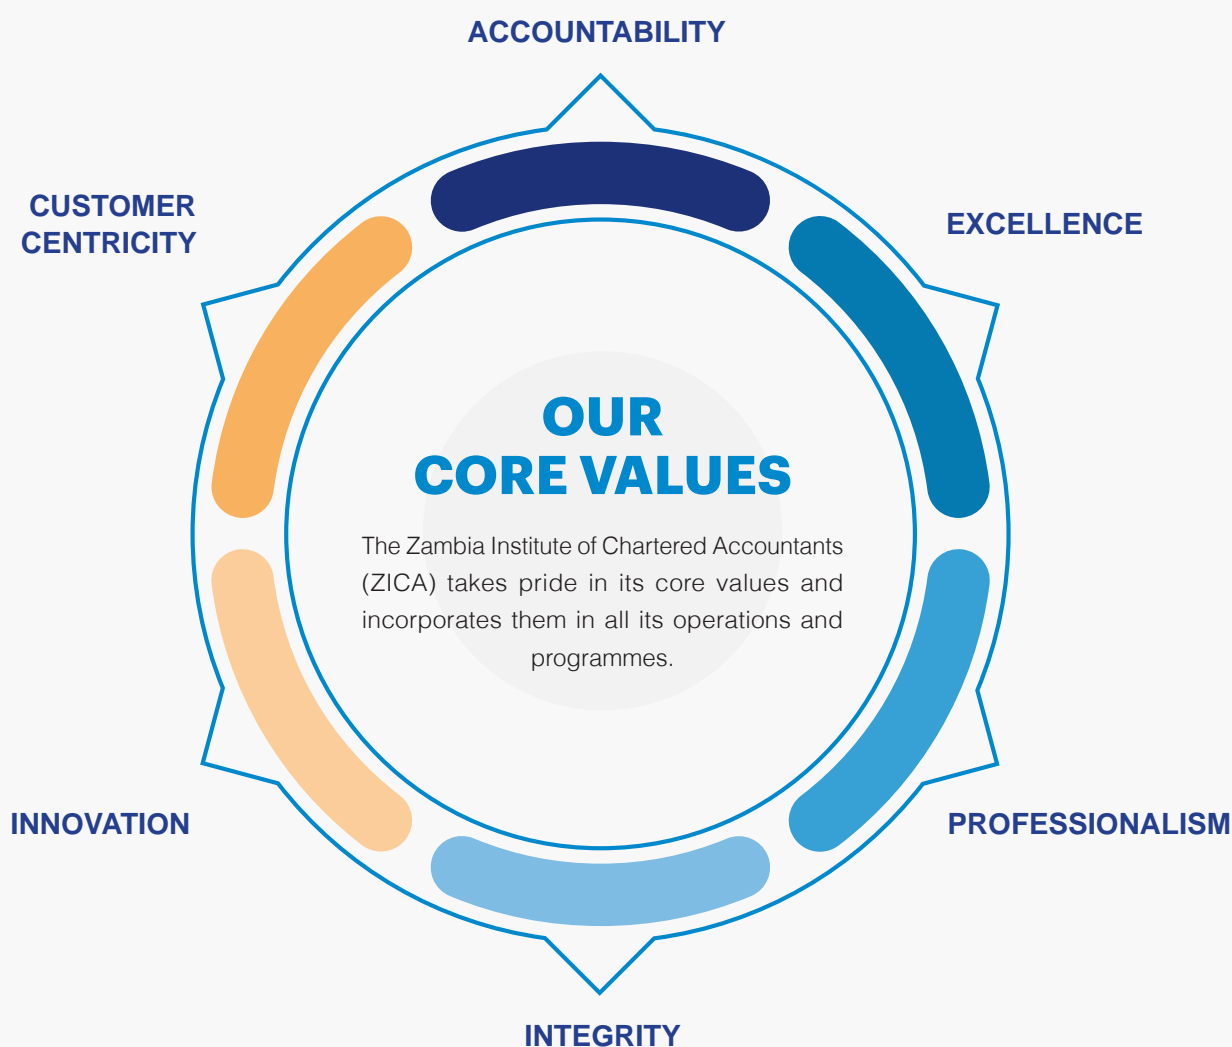 ACCOUNTABILITY
CUSTOMER
CENTRICITY
EXCELLENCE
OUR
CORE VALUES
The Zambia Institute of Chartered Accountants
(ZICA) takes pride in its core values and
incorporates them in all its operations and
programmes.
INNOVATION
PROFESSIONALISM
INTEGRITY